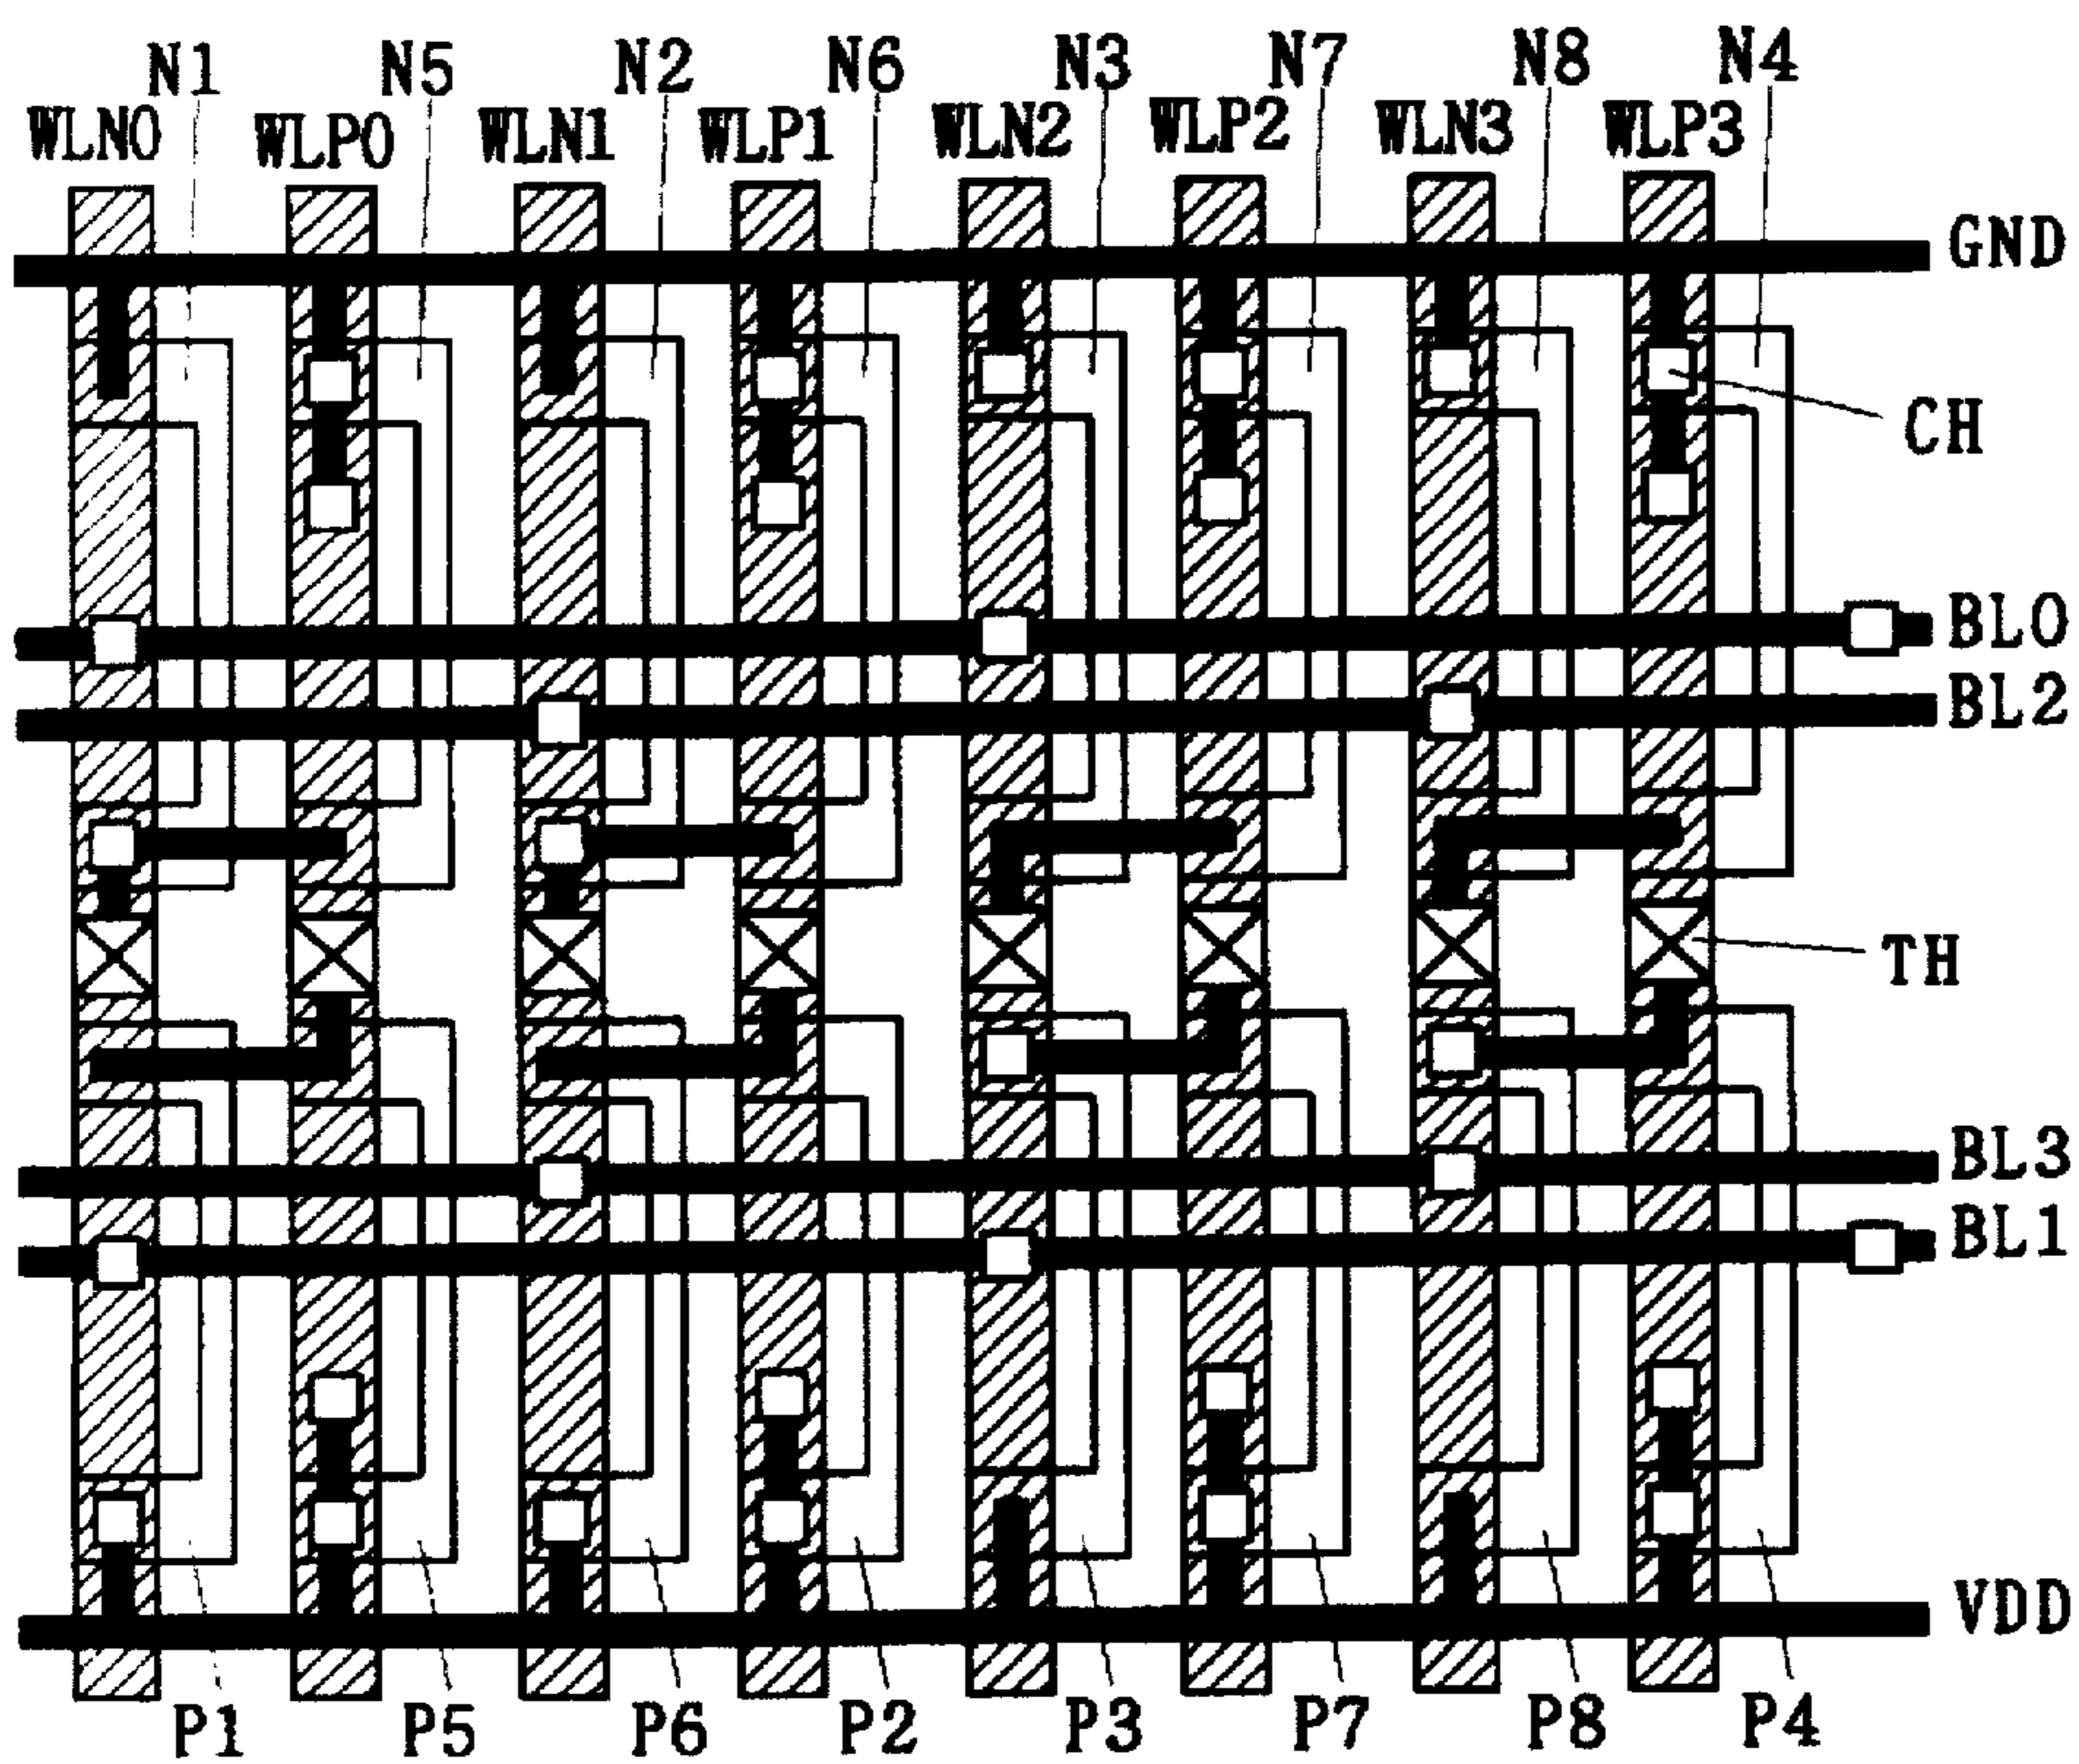 N1 N5 N2 N6 N3 N7 N8 N4
WLN0 WLP0 WLN1 WLP1 WLN2 WLP2 WLN3 WLP3
GND
CH
BL0
BL2
TH
BL3
BL1
VDD
P1 P5 P6 P2 P3 P7 P8 P4